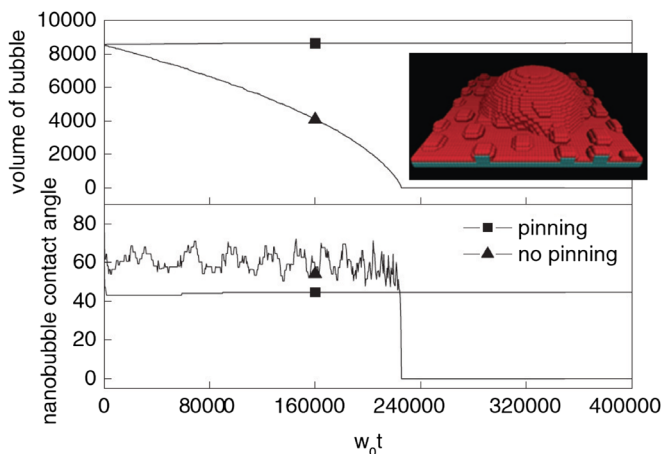 volume of bubble
10000
8000
6000
4000
2000
0
nanobubble contact angle
80
60
40
20
0
pinning
no pinning
0 80000 160000 240000 320000 400000
w₀t